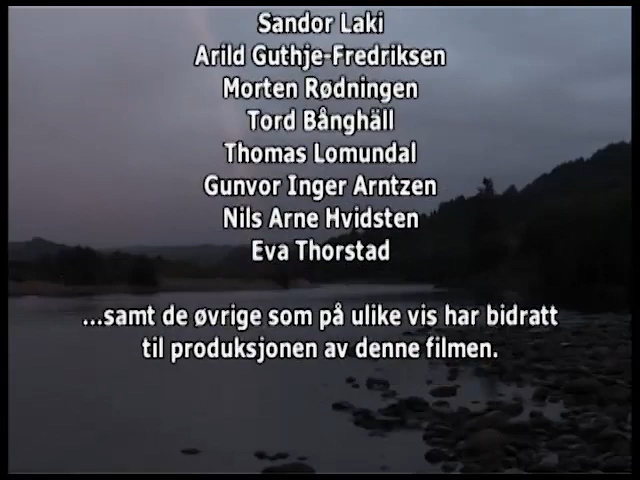 Sandor Laki
Arild Guthje-Fredriksen
Morten Rødningen
Tord Bånghäll
Thomas Lomundal
Gunvor Inger Arntzen
Nils Arne Hvidsten
Eva Thorstad
...samt de øvrige som på ulike vis har bidratt
til produksjonen av denne filmen.